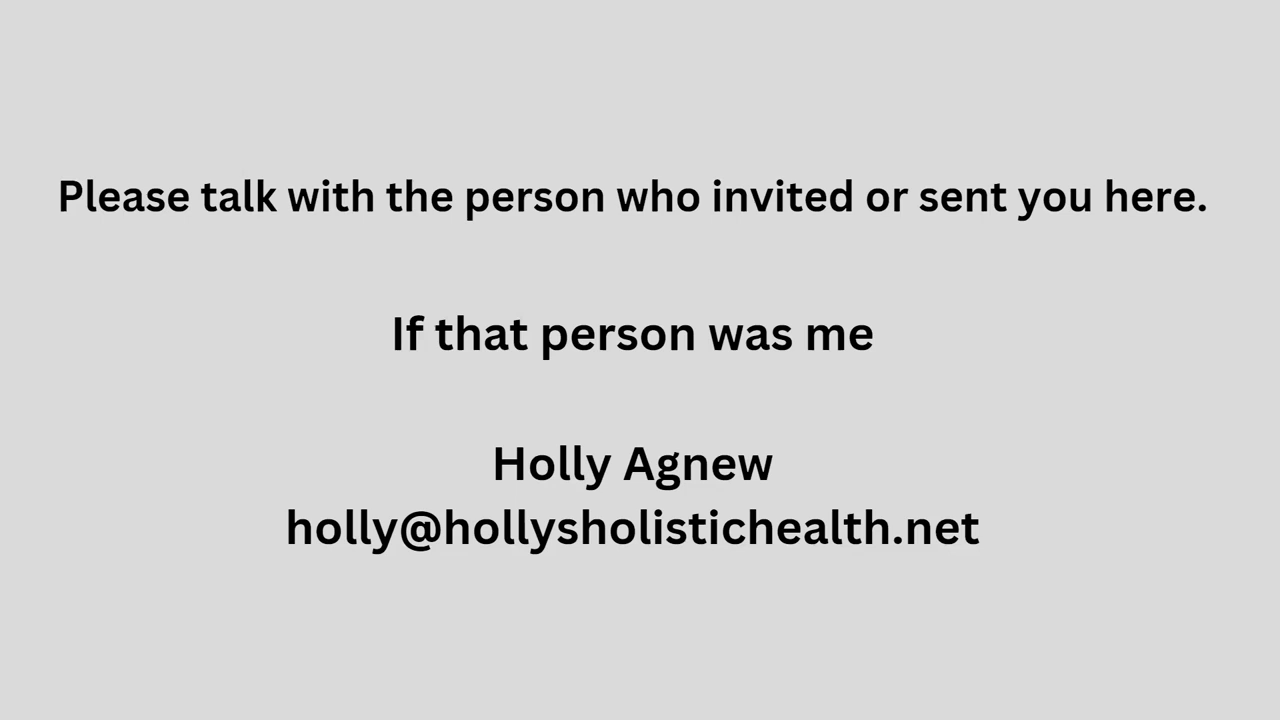 Please talk with the person who invited or sent you here.
If that person was me
Holly Agnew
holly@hollysholistichealth.net